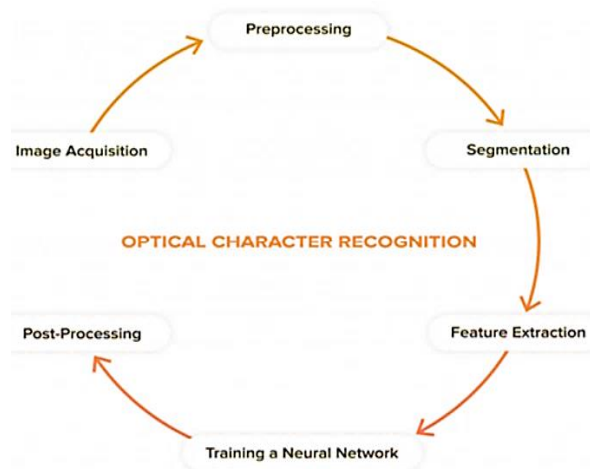 Preprocessing
Image Acquisition
Segmentation
OPTICAL CHARACTER RECOGNITION
Post-Processing
Feature Extraction
Training a Neural Network